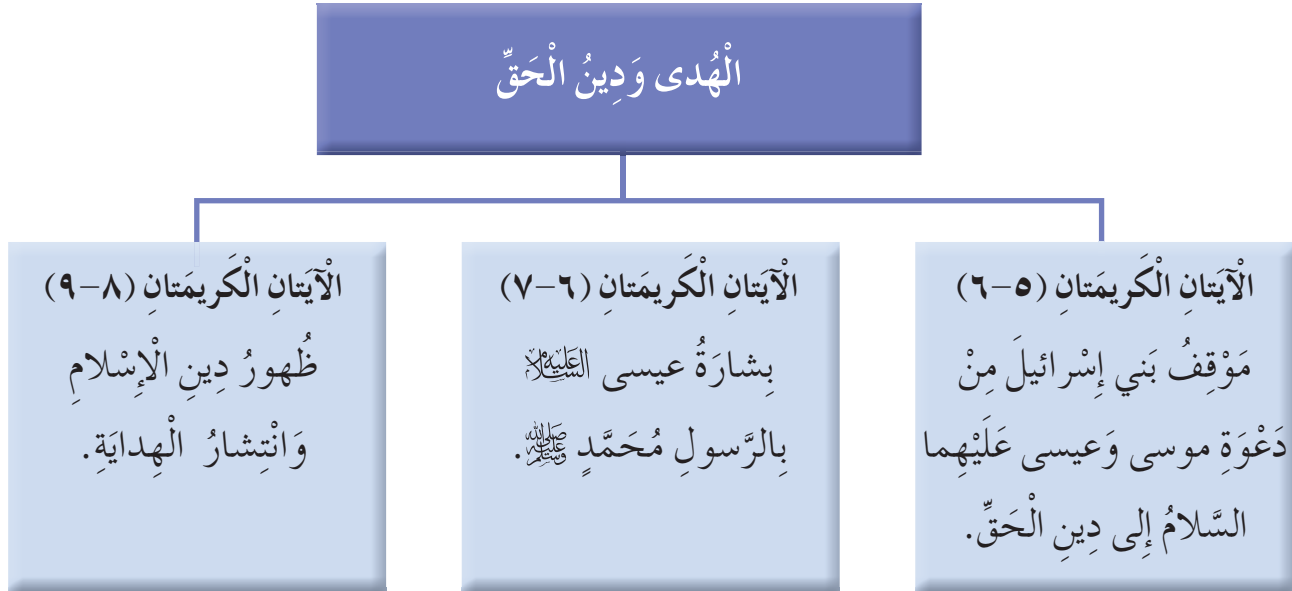 الْهُدى وَدِينُ الْحَقِّ
الْآيَتانِ الْكَريمَتانِ (٥-٦)
مَوْقِفُ بَني إِسْرائيلَ مِنْ
دَعْوَةِ موسى وَعيسى عَلَيْهِما
السَّلامُ إِلى دِينِ الْحَقِّ.
الْآيَتانِ الْكَريمَتانِ (٦-٧)
بِشارَةُ عيسى عليه السلام
بِالرَّسولِ مُحَمَّدٍ ﷺ.
الْآيَتانِ الْكَريمَتانِ (٨-٩)
ظُهورُ دِينِ الْإِسْلامِ
وَانْتِشارُ الْهِدايَةِ.